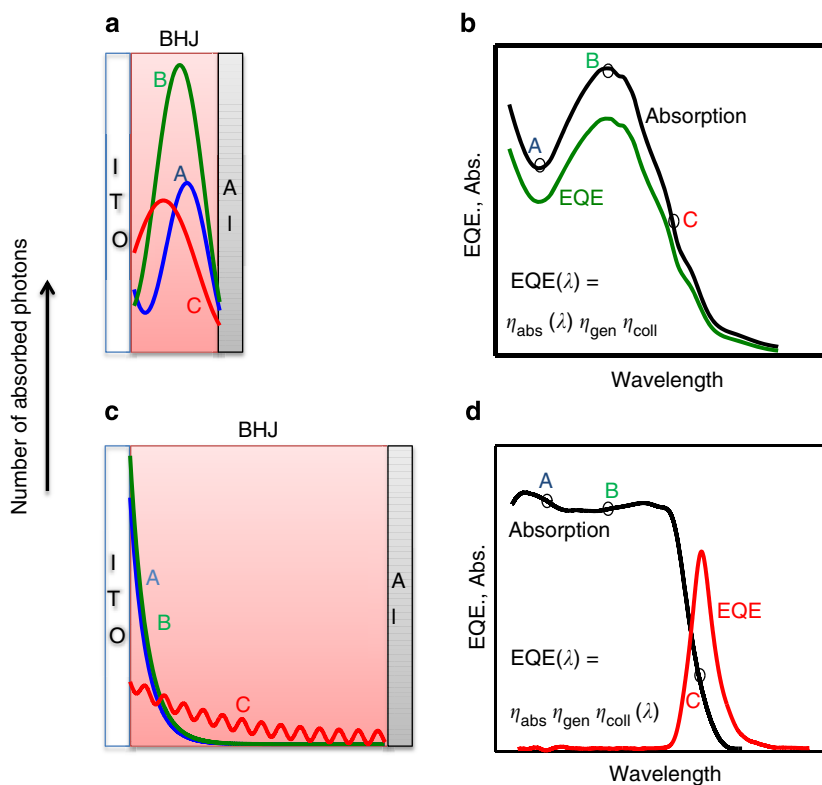 a
BHJ
B
A
C
I
T
O
A
I
b
B
Absorption
A
EQE
C
EQE(λ) =
ηabs (λ) ηgen ηcoll
EQE., Abs.
Wavelength
Number of absorbed photons
c
BHJ
A
B
C
I
T
O
A
I
d
A
B
Absorption
EQE
C
EQE(λ) =
ηabs ηgen ηcoll (λ)
EQE., Abs.
Wavelength